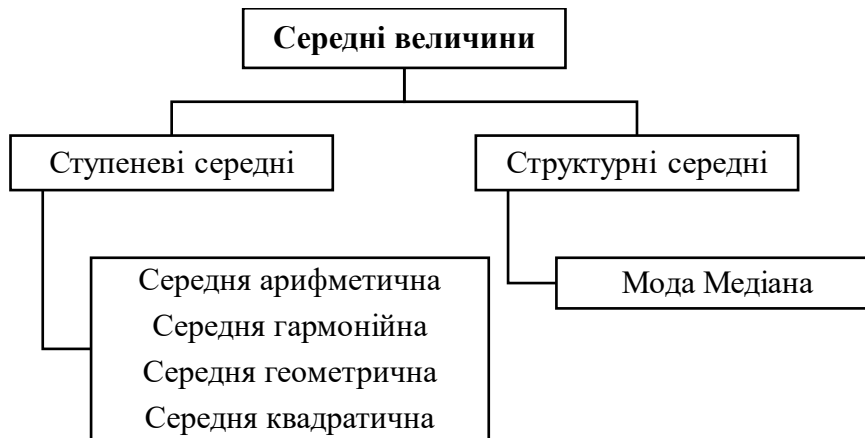 Середні величини
Ступеневі середні
Структурні середні
Середня арифметична
Середня гармонійна
Середня геометрична
Середня квадратична
Мода Медіана